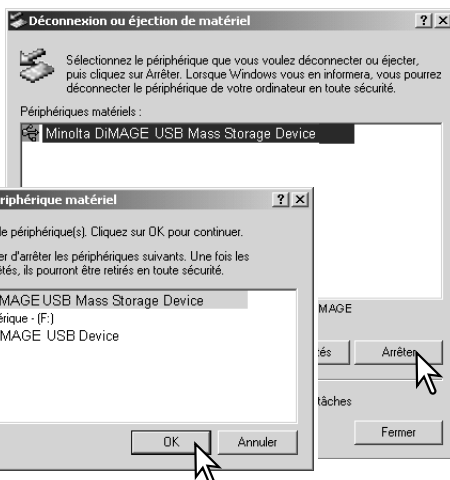 Déconnexion ou éjection de matériel
Sélectionnez le périphérique que vous voulez déconnecter ou éjecter,
puis cliquez sur Arrêter. Lorsque Windows vous en informera, vous pourrez
déconnecter le périphérique de votre ordinateur en toute sécurité.
Périphériques matériels :
Minolta DiMAGE USB Mass Storage Device
riphérique matériel
le périphérique(s). Cliquez sur OK pour continuer.
er d'arrêter les périphériques suivants. Une fois les
êtés, ils pourront être retirés en toute sécurité.
MAGE USB Mass Storage Device
érique - (F:)
MAGE USB Device
OK
Annuler
MAGE
tés
Arrêter
tâches
Fermer